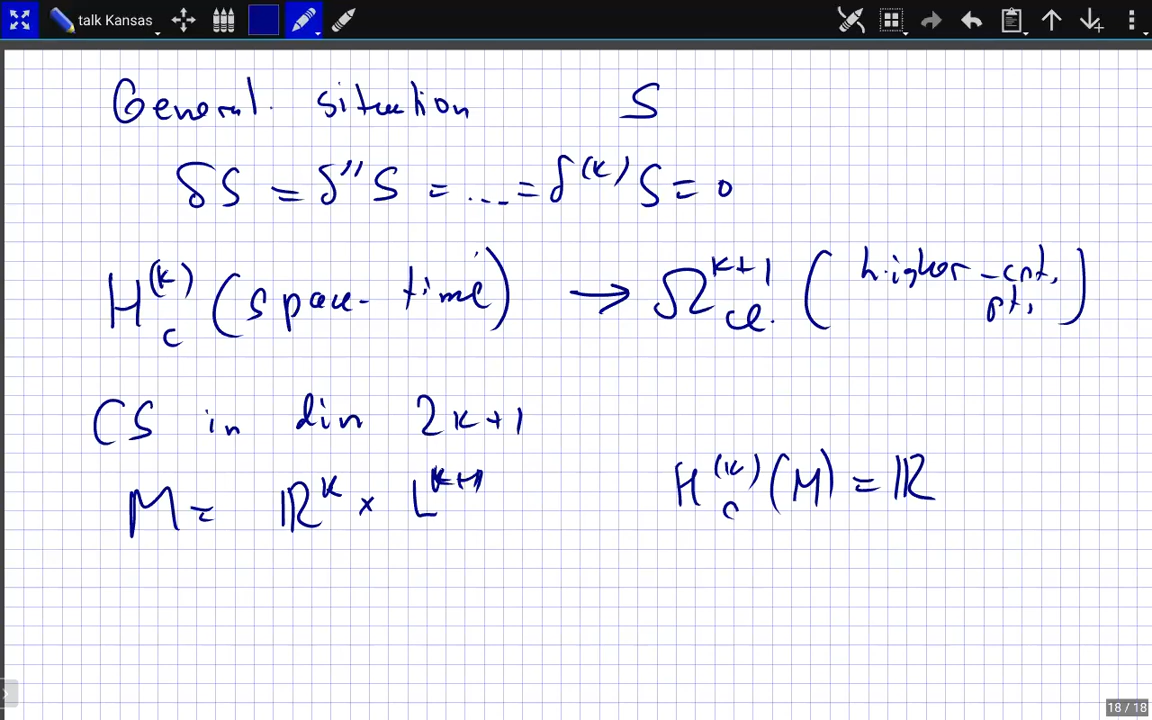 talk Kansas
General situation S
δS = δ''S = ... = δ^(k) S = 0
H_c^(k) (space-time) → Ω_cl.^{k+1} (higher-crit. pt.)
CS in dim 2k+1
M = ℝ^k × L^{k+1} H_c^(k) (M) = ℝ
18 / 18